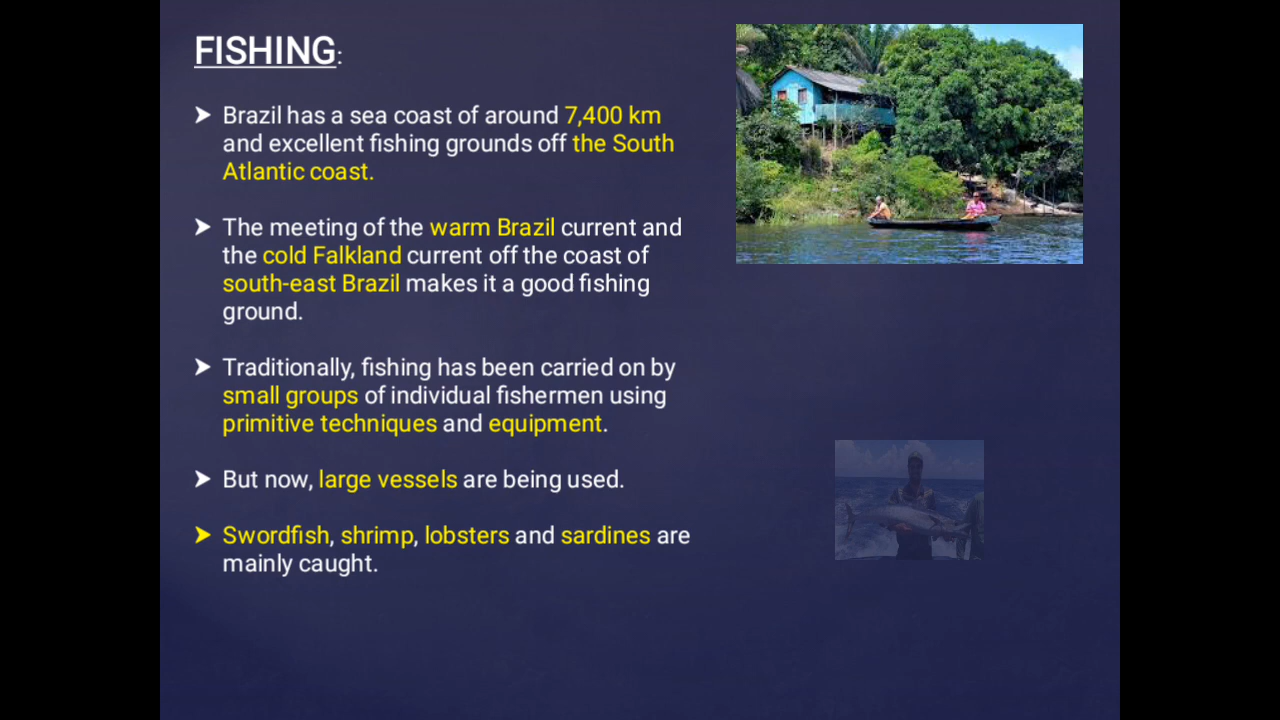 FISHING:
➤ Brazil has a sea coast of around 7,400 km
and excellent fishing grounds off the South
Atlantic coast.
➤ The meeting of the warm Brazil current and
the cold Falkland current off the coast of
south-east Brazil makes it a good fishing
ground.
➤ Traditionally, fishing has been carried on by
small groups of individual fishermen using
primitive techniques and equipment.
➤ But now, large vessels are being used.
➤ Swordfish, shrimp, lobsters and sardines are
mainly caught.